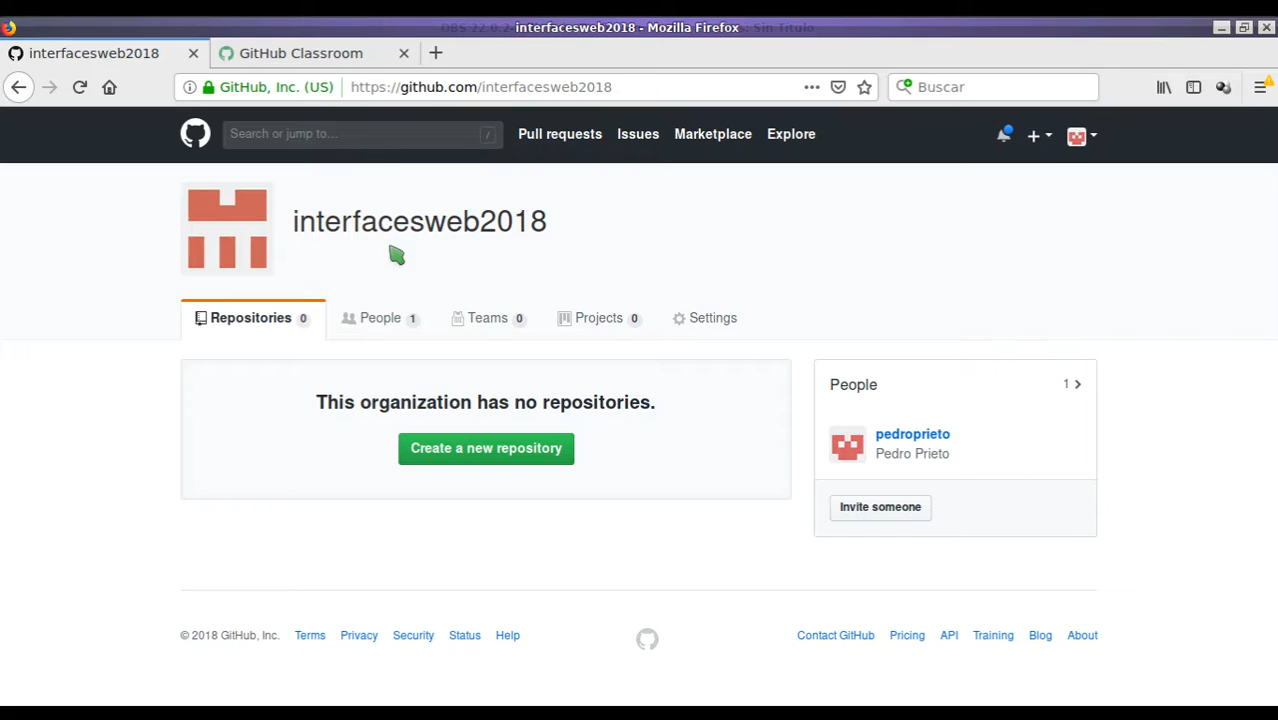 interfacesweb2018 - Mozilla Firefox
interfacesweb2018
GitHub Classroom
GitHub, Inc. (US)
https://github.com/interfacesweb2018
Buscar
Search or jump to...
/
Pull requests
Issues
Marketplace
Explore
interfacesweb2018
Repositories 0
People 1
Teams 0
Projects 0
Settings
This organization has no repositories.
Create a new repository
People
1
pedroprieto
Pedro Prieto
Invite someone
© 2018 GitHub, Inc.
Terms
Privacy
Security
Status
Help
Contact GitHub
Pricing
API
Training
Blog
About